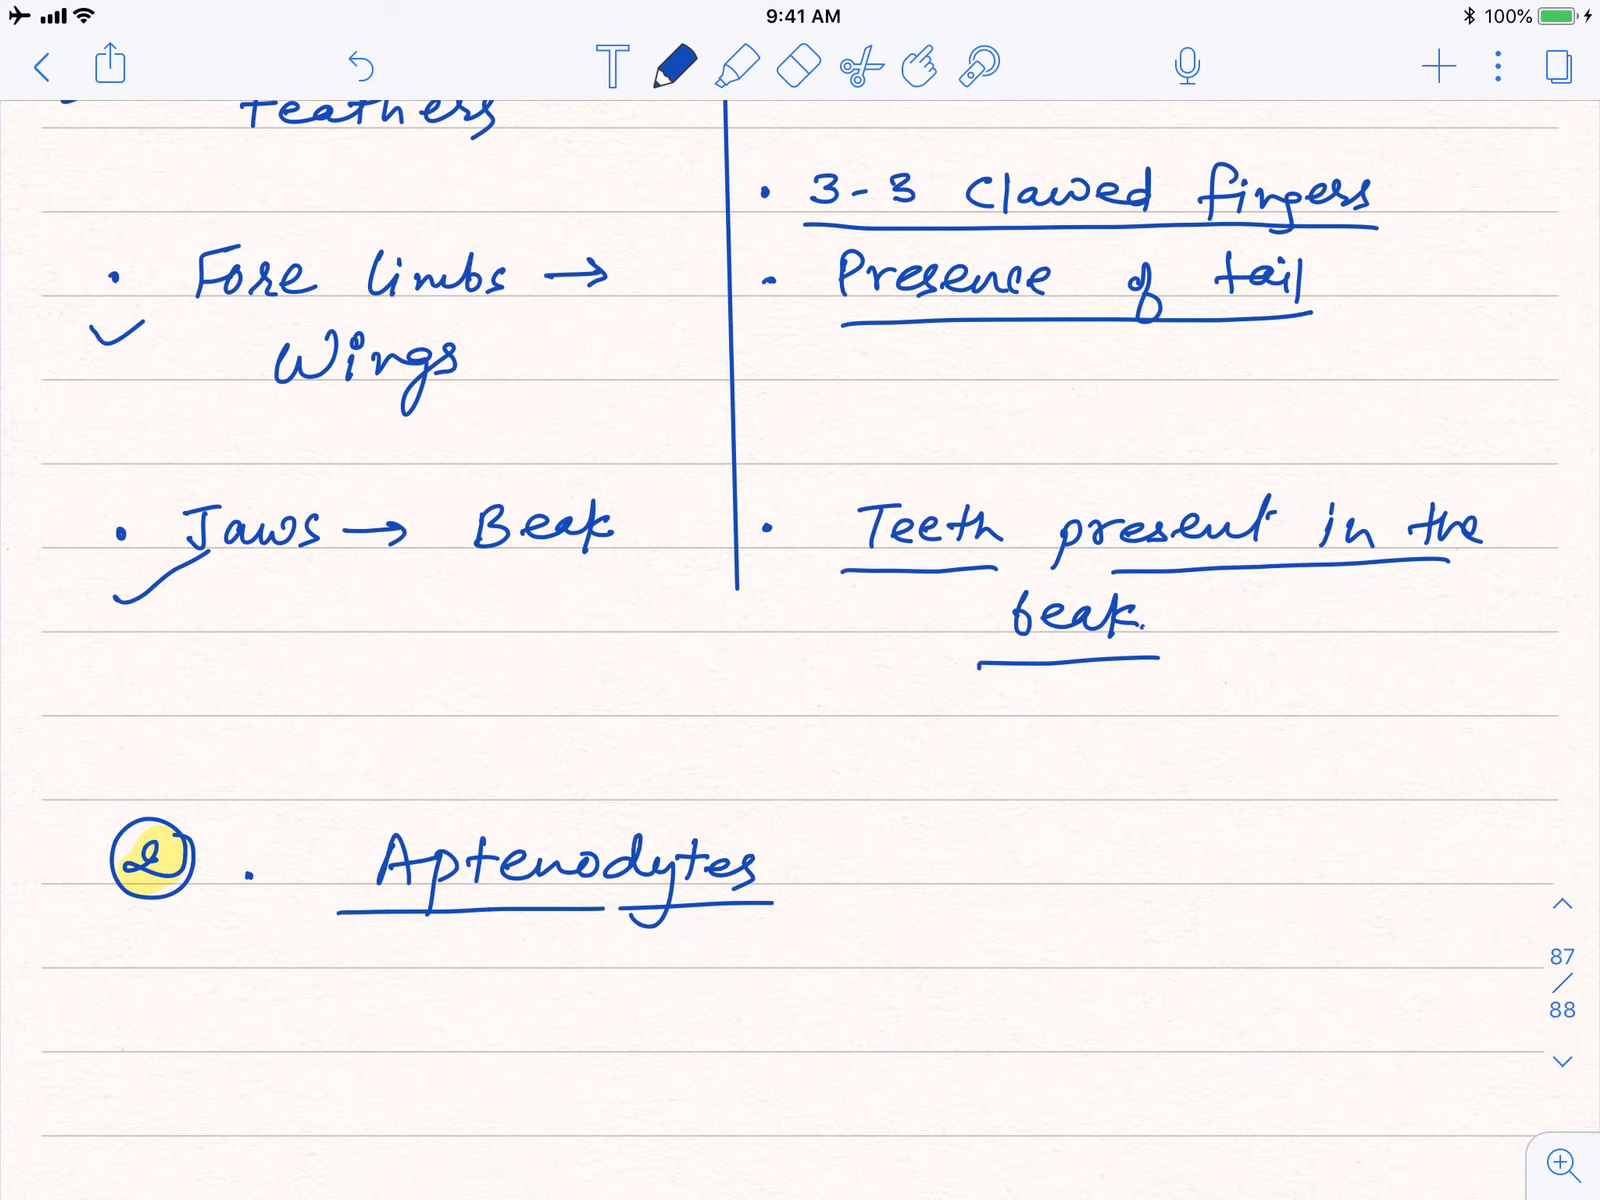 9:41 AM
100%
T
feathers
• Fore limbs →
Wings
• Jaws → Beak
• 3-3 Clawed fingers
• Presence of tail
• Teeth present in the
beak.
2 . Aptenodytes
87
/
88